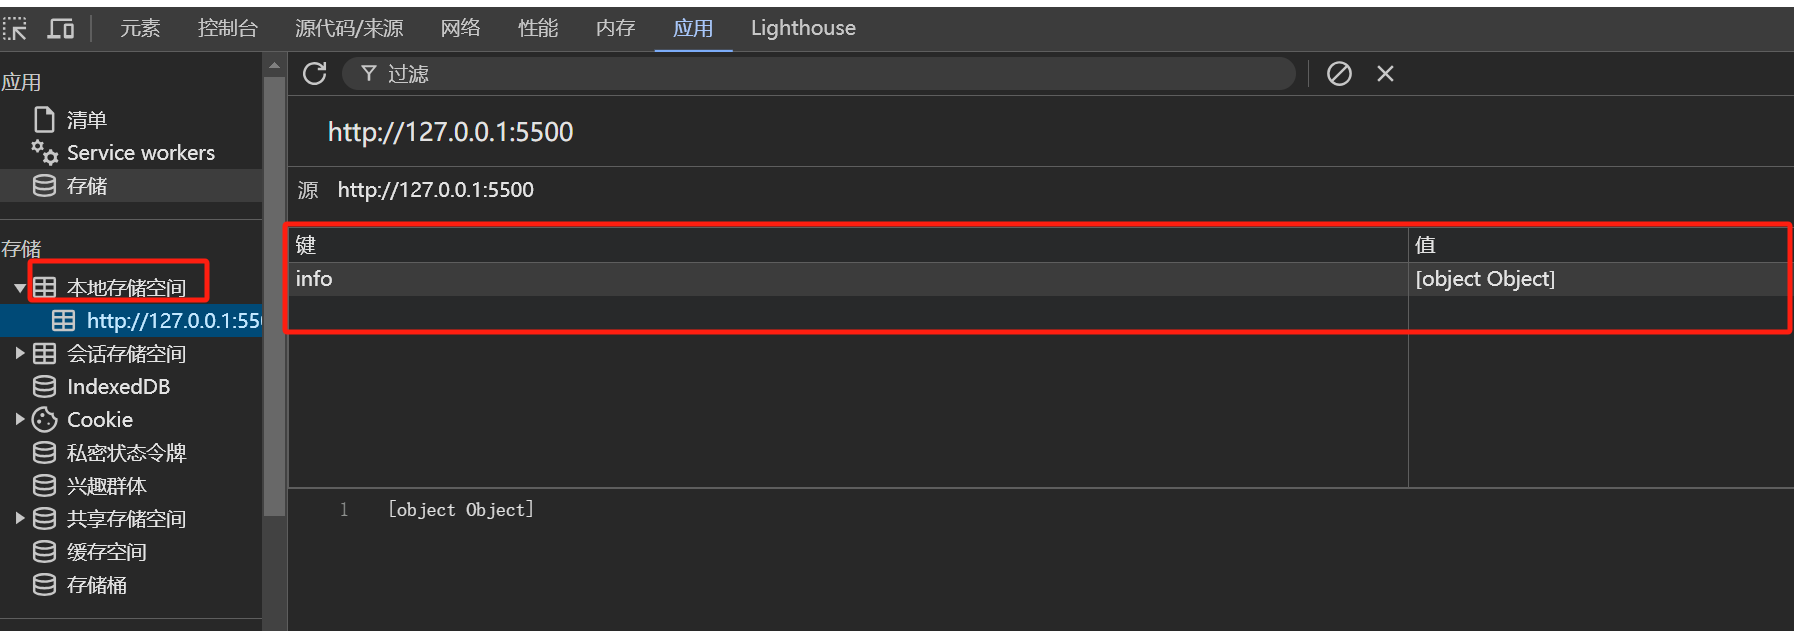 元素 控制台 源代码/来源 网络 性能 内存 应用 Lighthouse
应用
清单
Service workers
存储
存储
本地存储空间
http://127.0.0.1:550
会话存储空间
IndexedDB
Cookie
私密状态令牌
兴趣群体
共享存储空间
缓存空间
存储桶
过滤
http://127.0.0.1:5500
源 http://127.0.0.1:5500
键 值
info [object Object]
1 [object Object]